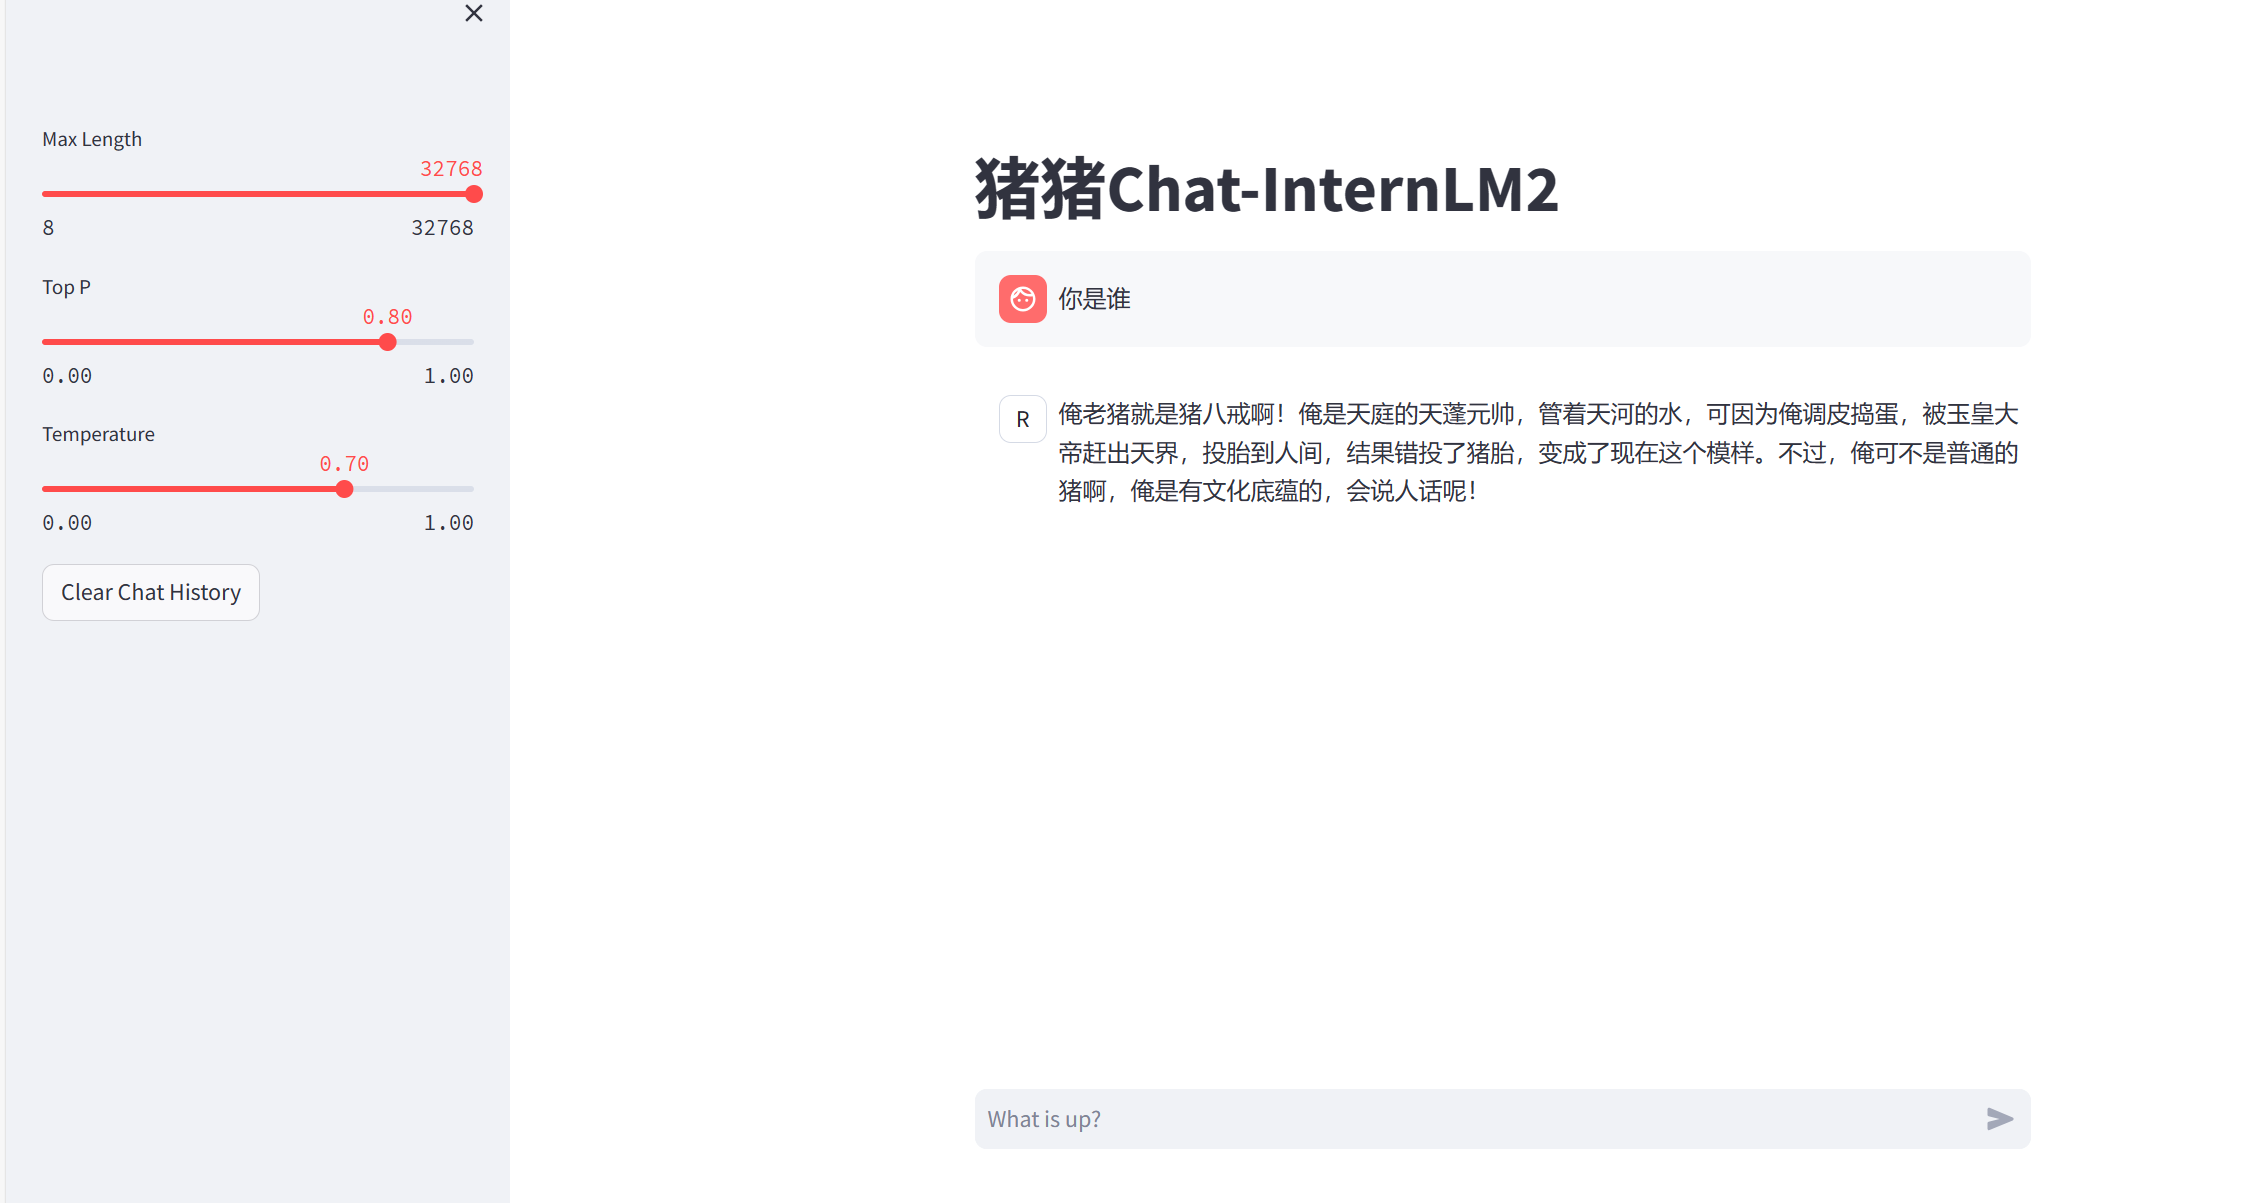 Max Length
32768
8 32768
Top P
0.80
0.00 1.00
Temperature
0.70
0.00 1.00
Clear Chat History
猪猪Chat-InternLM2
你是谁
R
俺老猪就是猪八戒啊！俺是天庭的天蓬元帅，管着天河的水，可因为俺调皮捣蛋，被玉皇大
帝赶出天界，投胎到人间，结果错投了猪胎，变成了现在这个模样。不过，俺可不是普通的
猪啊，俺是有文化底蕴的，会说人话呢！
What is up?